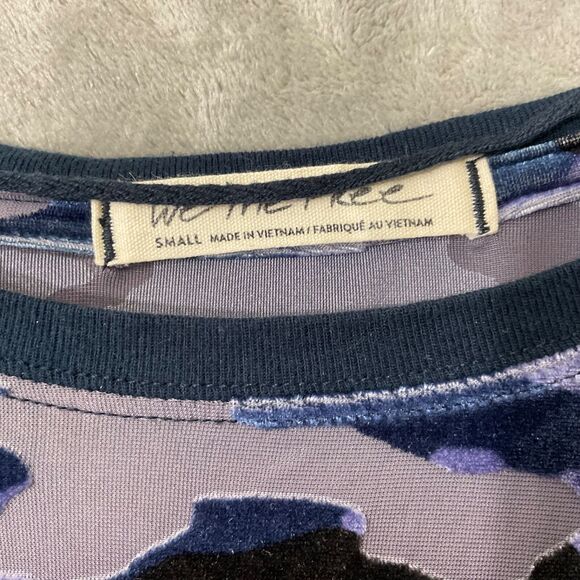 We The Free
SMALL MADE IN VIETNAM / FABRIQUÉ AU VIETNAM